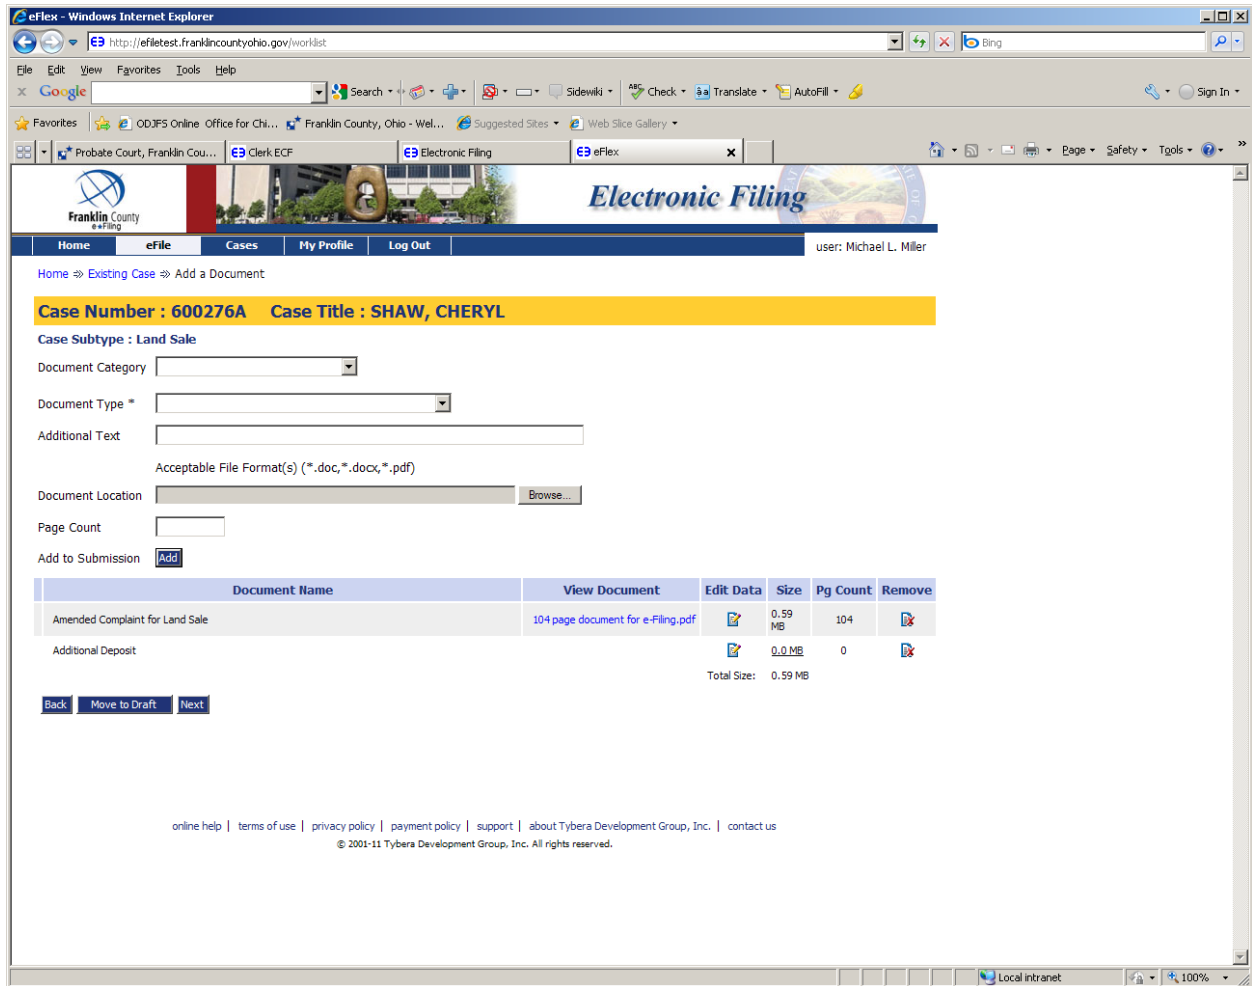 eFlex - Windows Internet Explorer
http://efiletest.franklincountyohio.gov/worklist
Bing
File Edit View Favorites Tools Help
x Google Search Sidewiki ABC Check Translate AutoFill Sign In
Favorites ODJFS Online Office for Chi... Franklin County, Ohio - Wel... Suggested Sites Web Slice Gallery
Probate Court, Franklin Cou... Clerk ECF Electronic Filing eFlex x Page Safety Tools
Franklin County
e+Filing
Electronic Filing
Home eFile Cases My Profile Log Out user: Michael L. Miller
Home ⇒ Existing Case ⇒ Add a Document
Case Number : 600276A Case Title : SHAW, CHERYL
Case Subtype : Land Sale
Document Category
Document Type *
Additional Text
Acceptable File Format(s) (*.doc,*.docx,*.pdf)
Document Location Browse...
Page Count
Add to Submission Add
Document Name View Document Edit Data Size Pg Count Remove
Amended Complaint for Land Sale 104 page document for e-Filing.pdf 0.59 MB 104
Additional Deposit 0.0 MB 0
Total Size: 0.59 MB
Back Move to Draft Next
online help | terms of use | privacy policy | payment policy | support | about Tybera Development Group, Inc. | contact us
© 2001-11 Tybera Development Group, Inc. All rights reserved.
Local intranet 100%